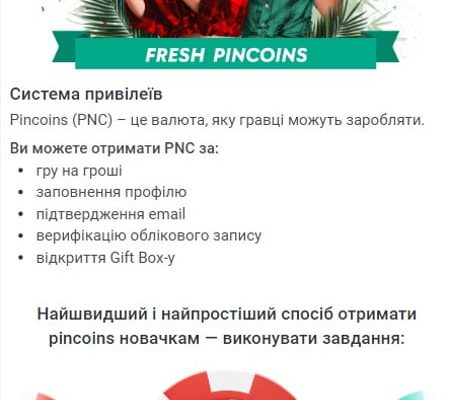 FRESH PINCOINS
Система привілеїв
Pincoins (PNC) – це валюта, яку гравці можуть заробляти.
Ви можете отримати PNC за:
• гру на гроші
• заповнення профілю
• підтвердження email
• верифікацію облікового запису
• відкриття Gift Box-у
Найшвидший і найпростіший спосіб отримати
pincoins новачкам — виконувати завдання: